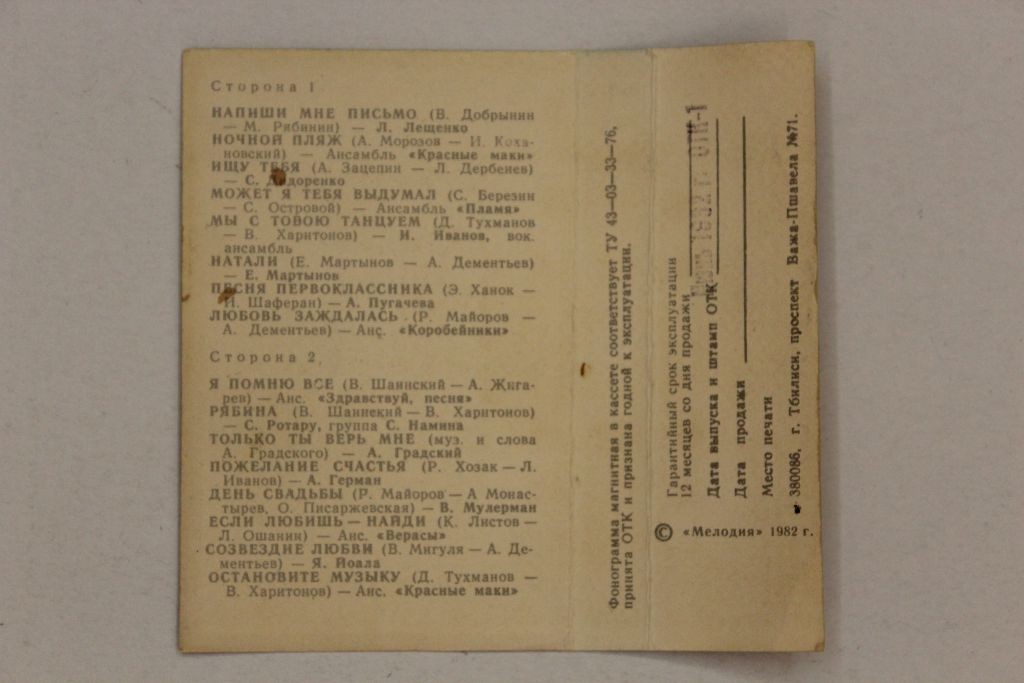 Сторона 1
НАПИШИ МНЕ ПИСЬМО (В. Добрынин
— М. Рябинин) — Л. Лещенко
НОЧНОЙ ПЛЯЖ (А. Морозов — И. Коха-
новский) — Ансамбль «Красные маки»
ИЩУ ТЕБЯ (А. Зацепин — Л. Дербенев)
— С.
МОЖЕТ Я ТЕБЯ ВЫДУМАЛ (С. Березин
— С. Островой) — Ансамбль «Пламя»
МЫ С ТОБОЮ ТАНЦУЕМ (Д. Тухманов
— В. Харитонов) — И. Иванов, вок.
ансамбль
НАТАЛИ (Е. Мартынов — А. Дементьев)
— Е. Мартынов
ПЕСНЯ ПЕРВОКЛАССНИКА (Э. Ханок —
И. Шаферан) — А. Пугачева
ЛЮБОВЬ ЗАЖДАЛАСЬ (Р. Майоров —
А. Дементьев) — Анс. «Коробейники»
Сторона 2
Я ПОМНЮ ВСЕ (В. Шаинский — А. Жига-
рев) — Анс. «Здравствуй, песня»
РЯБИНА (В. Шаинский — В. Харитонов)
— С. Ротару, группа С. Намина
ТОЛЬКО ТЫ ВЕРЬ МНЕ (муз. и слова
А. Градского) — А. Градский
ПОЖЕЛАНИЕ СЧАСТЬЯ (Р. Хозак — Л.
Иванов) — А. Герман
ДЕНЬ СВАДЬБЫ (Р. Майоров — А Монас-
тырев, О. Писаржевская) — В. Мулерман
ЕСЛИ ЛЮБИШЬ — НАЙДИ (К. Листов —
Л. Ошанин) — Анс. «Верасы»
СОЗВЕЗДИЕ ЛЮБВИ (В. Мигуля — А. Де-
ментьев) — Я. Йоала
ОСТАНОВИТЕ МУЗЫКУ (Д. Тухманов —
В. Харитонов) — Анс. «Красные маки»
Фонограмма магнитная в кассете соответствует ТУ 43—03—33—76,
принята ОТК и признана годной к эксплуатации.
Гарантийный срок эксплуатации
12 месяцев со дня продажи
Дата выпуска и штамп ОТК 1982 г. ОТК-1
Дата продажи
Место печати
380086, г. Тбилиси, проспект Важа-Пшавела №71.
© «Мелодия» 1982 г.